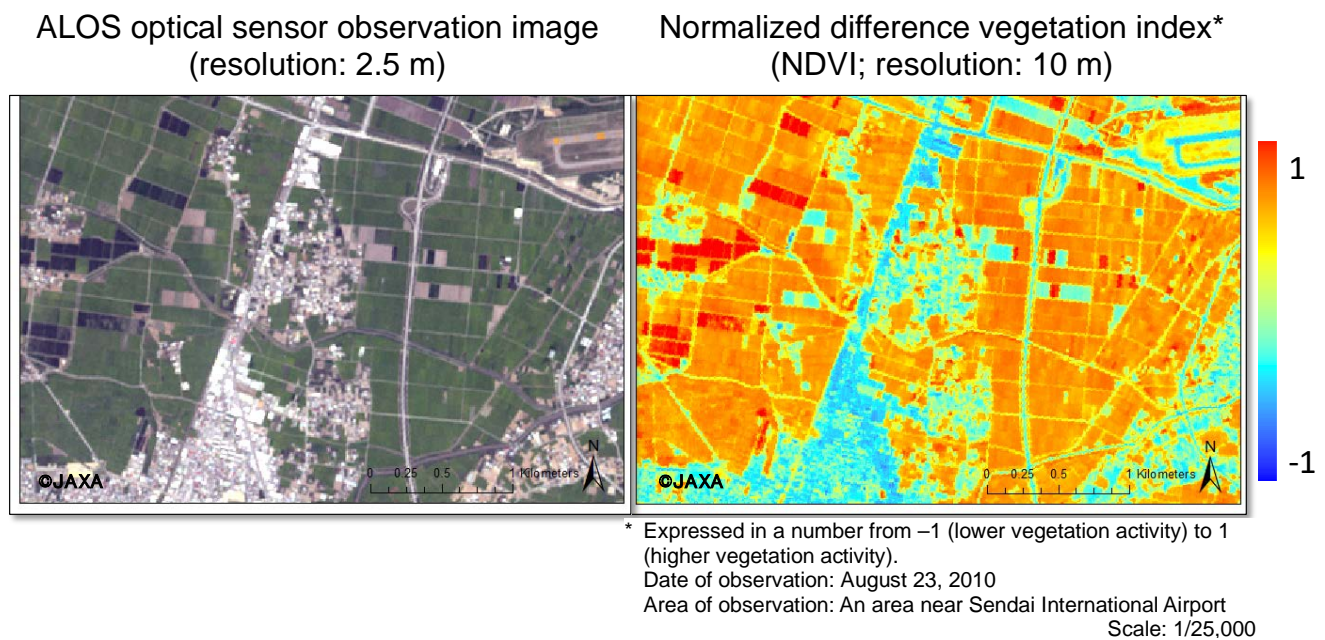 ALOS optical sensor observation image
(resolution: 2.5 m)
Normalized difference vegetation index*
(NDVI; resolution: 10 m)
1
-1
N
0 0.25 0.5 1 Kilometers
©JAXA
N
0 0.25 0.5 1 Kilometers
©JAXA
* Expressed in a number from –1 (lower vegetation activity) to 1
(higher vegetation activity).
Date of observation: August 23, 2010
Area of observation: An area near Sendai International Airport
Scale: 1/25,000